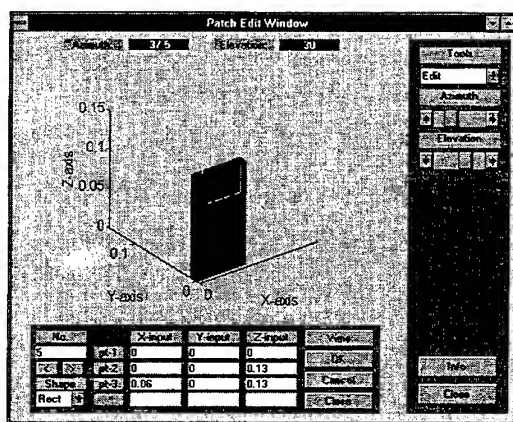 Patch Edit Window
Azimuth 37.5 Elevation 30
Tools
Edit
Azimuth
Elevation
0.15
0.1
0.05
0
Z-axis
0.1
Y-axis
0 0
X-axis
No. X-input Y-input Z-input View
5 pt-1 0 0 0 OK
< > pt-2 0 0 0.13 Cancel
Shape pt-3 0.06 0 0.13 Close
Rect
Info
Close